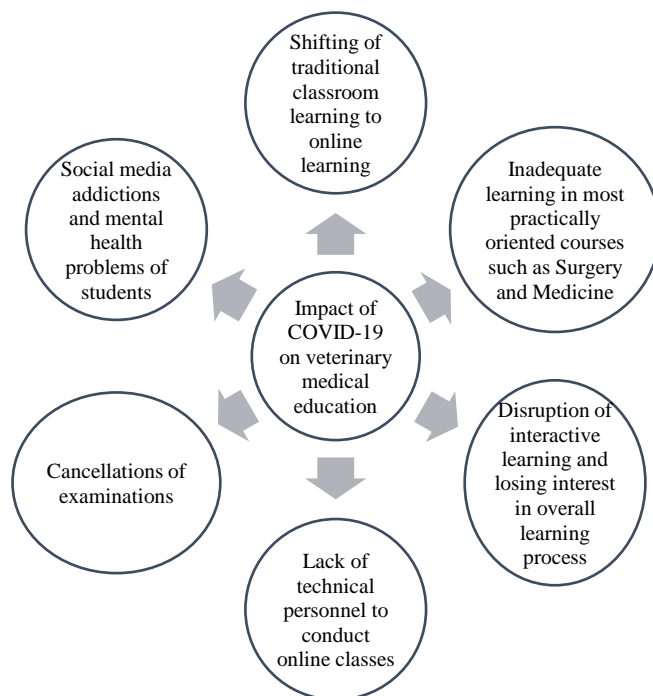 Shifting of
traditional
classroom
learning to
online
learning
Inadequate
learning in most
practically
oriented courses
such as Surgery
and Medicine
Disruption of
interactive
learning and
losing interest
in overall
learning
process
Lack of
technical
personnel to
conduct
online classes
Cancellations of
examinations
Social media
addictions
and mental
health
problems of
students
Impact of
COVID-19
on veterinary
medical
education